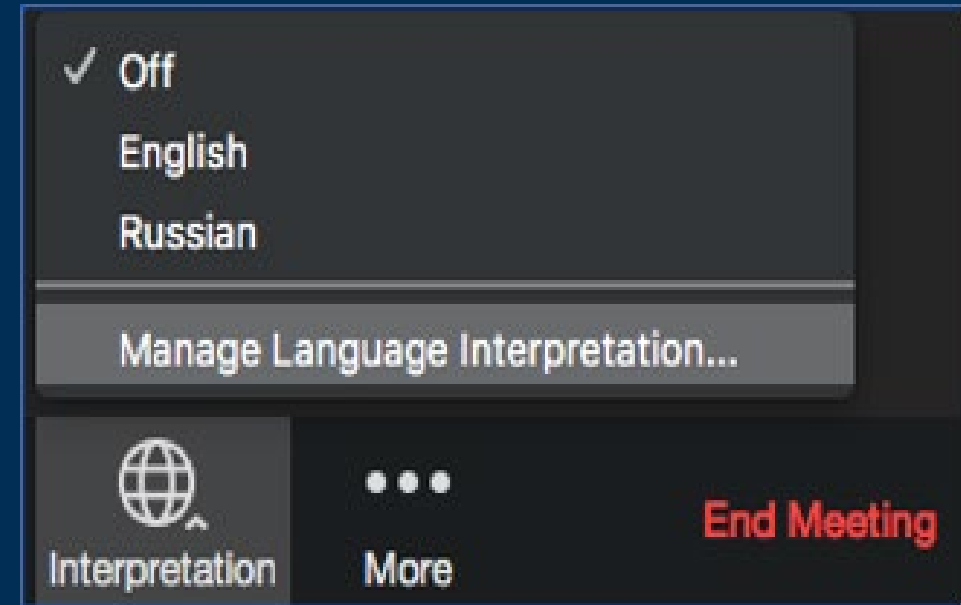 ✓ Off
English
Russian
Manage Language Interpretation...
Interpretation
More
End Meeting